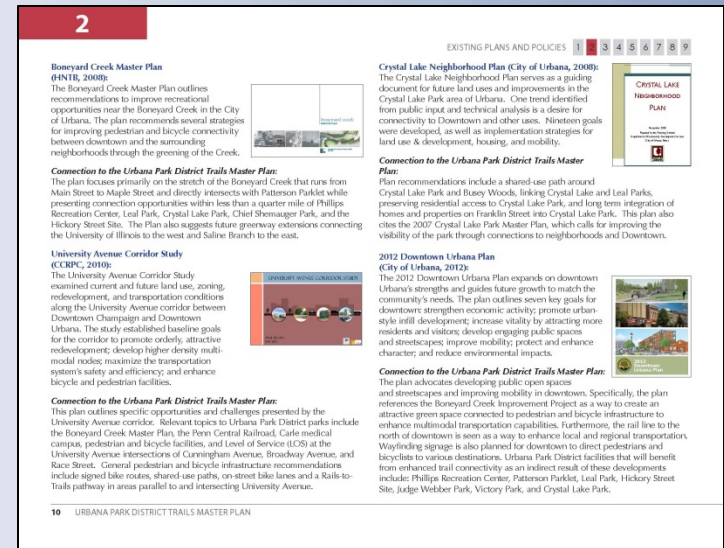 2
EXISTING PLANS AND POLICIES 1 2 3 4 5 6 7 8 9
Boneyard Creek Master Plan
(HNTB, 2008):
The Boneyard Creek Master Plan outlines
recommendations to improve recreational
opportunities near the Boneyard Creek in the City
of Urbana. The plan recommends several strategies
for improving pedestrian and bicycle connectivity
between downtown and the surrounding
neighborhoods through the greening of the Creek.
Connection to the Urbana Park District Trails Master Plan:
The plan focuses primarily on the stretch of the Boneyard Creek that runs from
Main Street to Maple Street and directly intersects with Patterson Parklet while
presenting connection opportunities within less than a quarter mile of Phillips
Recreation Center, Leal Park, Crystal Lake Park, Chief Shemauger Park, and the
Hickory Street Site. The Plan also suggests future greenway extensions connecting
the University of Illinois to the west and Saline Branch to the east.
University Avenue Corridor Study
(CCRPC, 2010):
The University Avenue Corridor Study
examined current and future land use, zoning,
redevelopment, and transportation conditions
along the University Avenue corridor between
Downtown Champaign and Downtown
Urbana. The study established baseline goals
for the corridor to promote orderly, attractive
redevelopment; develop higher density multi-
modal nodes; maximize the transportation
system's safety and efficiency; and enhance
bicycle and pedestrian facilities.
UNIVERSITY AVENUE CORRIDOR STUDY
Connection to the Urbana Park District Trails Master Plan:
This plan outlines specific opportunities and challenges presented by the
University Avenue corridor. Relevant topics to Urbana Park District parks include
the Boneyard Creek Master Plan, the Penn Central Railroad, Carle medical
campus, pedestrian and bicycle facilities, and Level of Service (LOS) at the
University Avenue intersections of Cunningham Avenue, Broadway Avenue, and
Race Street. General pedestrian and bicycle infrastructure recommendations
include signed bike routes, shared-use paths, on-street bike lanes and a Rails-to-
Trails pathway in areas parallel to and intersecting University Avenue.
Crystal Lake Neighborhood Plan (City of Urbana, 2008):
The Crystal Lake Neighborhood Plan serves as a guiding
document for future land uses and improvements in the
Crystal Lake Park area of Urbana. One trend identified
from public input and technical analysis is a desire for
connectivity to Downtown and other uses. Nineteen goals
were developed, as well as implementation strategies for
land use & development, housing, and mobility.
CRYSTAL LAKE
NEIGHBORHOOD
PLAN
Connection to the Urbana Park District Trails Master
Plan:
Plan recommendations include a shared-use path around
Crystal Lake Park and Busey Woods, linking Crystal Lake and Leal Parks,
preserving residential access to Crystal Lake Park, and long term integration of
homes and properties on Franklin Street into Crystal Lake Park. This plan also
cites the 2007 Crystal Lake Park Master Plan, which calls for improving the
visibility of the park through connections to neighborhoods and Downtown.
2012 Downtown Urbana Plan
(City of Urbana, 2012):
The 2012 Downtown Urbana Plan expands on downtown
Urbana's strengths and guides future growth to match the
community's needs. The plan outlines seven key goals for
downtown: strengthen economic activity; promote urban-
style infill development; increase vitality by attracting more
residents and visitors; develop engaging public spaces
and streetscapes; improve mobility; protect and enhance
character; and reduce environmental impacts.
2012
Downtown
Urbana Plan
Connection to the Urbana Park District Trails Master Plan:
The plan advocates developing public open spaces
and streetscapes and improving mobility in downtown. Specifically, the plan
references the Boneyard Creek Improvement Project as a way to create an
attractive green space connected to pedestrian and bicycle infrastructure to
enhance multimodal transportation capabilities. Furthermore, the rail line to the
north of downtown is seen as a way to enhance local and regional transportation.
Wayfinding signage is also planned for downtown to direct pedestrians and
bicyclists to various destinations. Urbana Park District facilities that will benefit
from enhanced trail connectivity as an indirect result of these developments
include: Phillips Recreation Center, Patterson Parklet, Leal Park, Hickory Street
Site, Judge Webber Park, Victory Park, and Crystal Lake Park.
10 URBANA PARK DISTRICT TRAILS MASTER PLAN